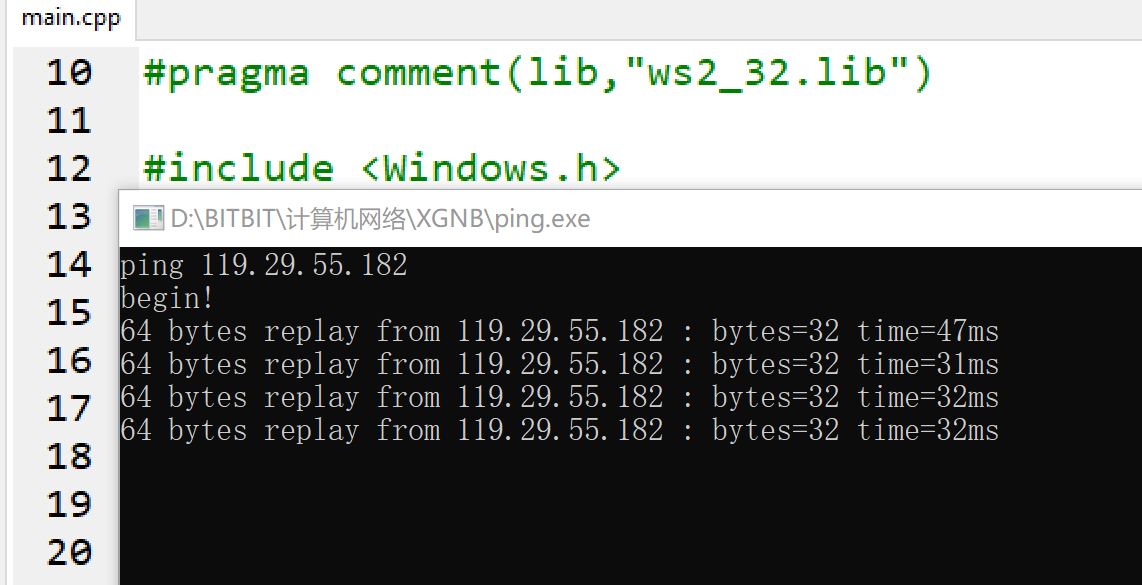 main.cpp
10 #pragma comment(lib,"ws2_32.lib")
11
12 #include <Windows.h>
13
D:\BITBIT\计算机网络\XGNB\ping.exe
14
ping 119.29.55.182
begin!
15
64 bytes replay from 119.29.55.182 : bytes=32 time=47ms
16
64 bytes replay from 119.29.55.182 : bytes=32 time=31ms
17
64 bytes replay from 119.29.55.182 : bytes=32 time=32ms
64 bytes replay from 119.29.55.182 : bytes=32 time=32ms
18
19
20